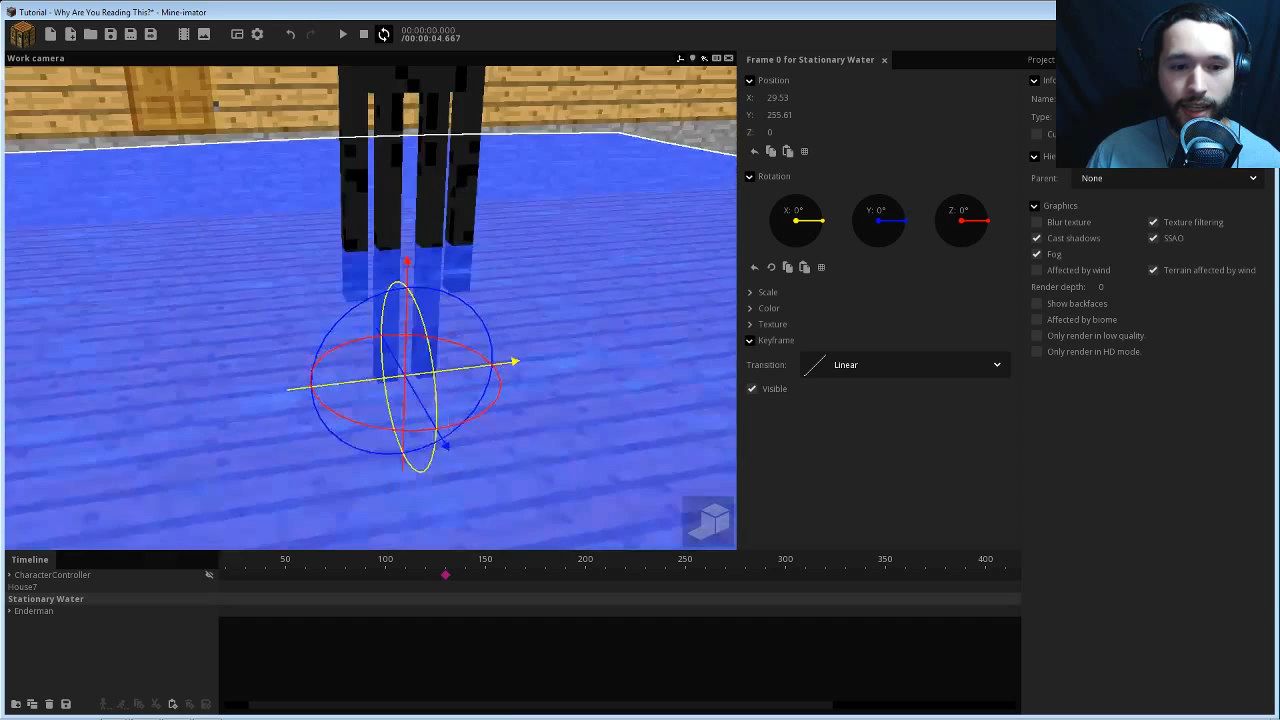 Tutorial - Why Are You Reading This?* - Mine-imator
00:00:00.000
/00:00:04.667
Work camera
Frame 0 for Stationary Water
Position
X: 29.53
Y: 255.61
Z: 0
Rotation
X: 0°
Y: 0°
Z: 0°
Scale
Color
Texture
Keyframe
Transition: Linear
Visible
Project
Info
Name:
Type:
Parent: None
Graphics
Blur texture
Texture filtering
Cast shadows
SSAO
Fog
Affected by wind
Terrain affected by wind
Render depth: 0
Show backfaces
Affected by biome
Only render in low quality.
Only render in HD mode.
Timeline
50 100 150 200 250 300 350 400
CharacterController
House7
Stationary Water
Enderman